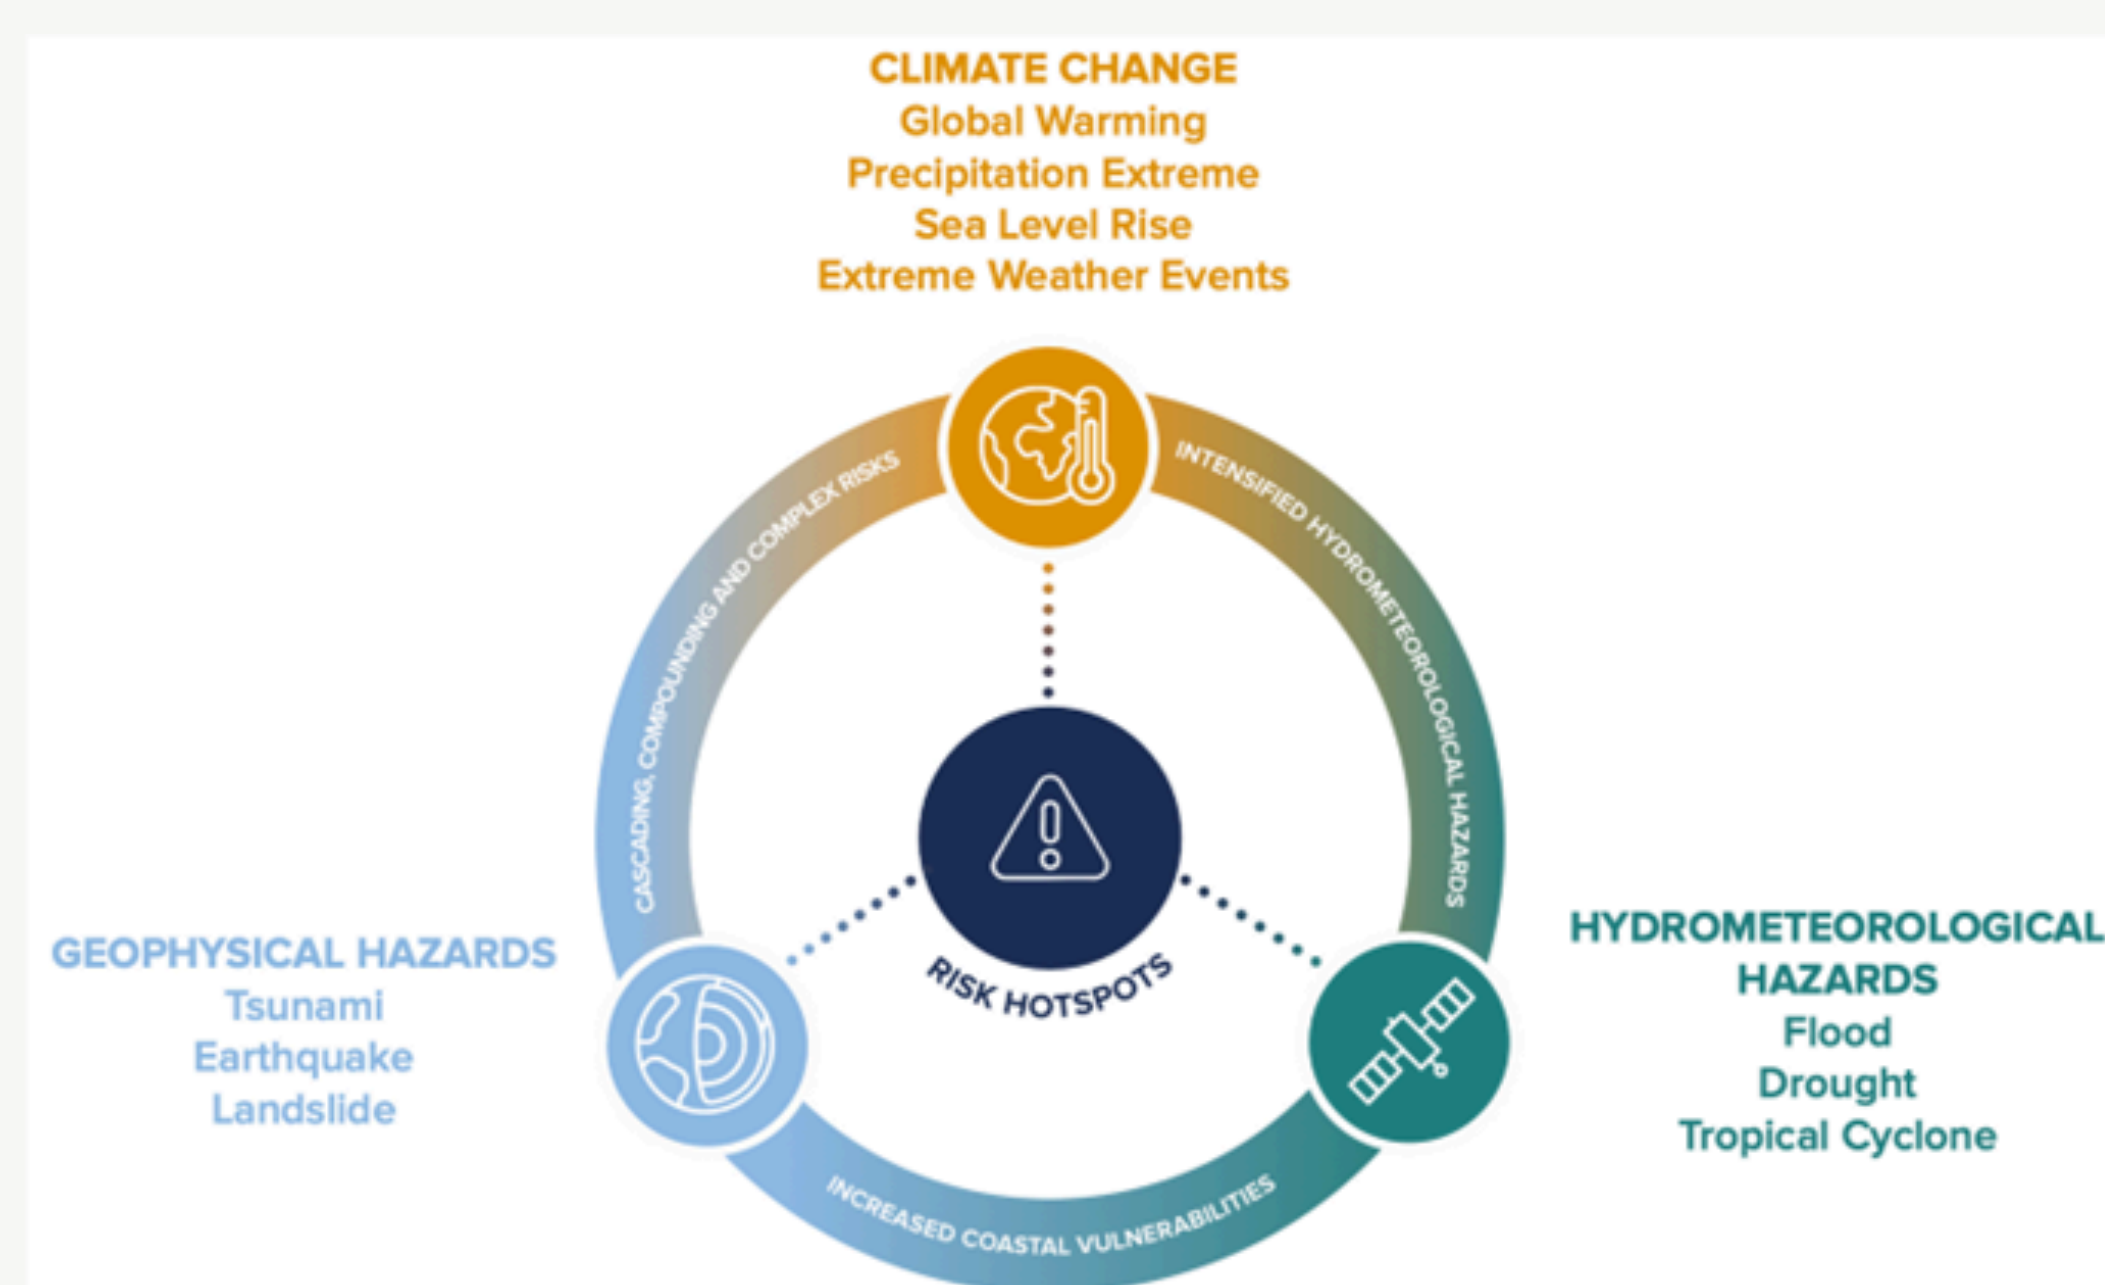 CLIMATE CHANGE
Global Warming
Precipitation Extreme
Sea Level Rise
Extreme Weather Events
CASCADING, COMPOUNDING AND COMPLEX RISKS
INTENSIFIED HYDROMETEOROLOGICAL HAZARDS
RISK HOTSPOTS
GEOPHYSICAL HAZARDS
Tsunami
Earthquake
Landslide
HYDROMETEOROLOGICAL
HAZARDS
Flood
Drought
Tropical Cyclone
INCREASED COASTAL VULNERABILITIES